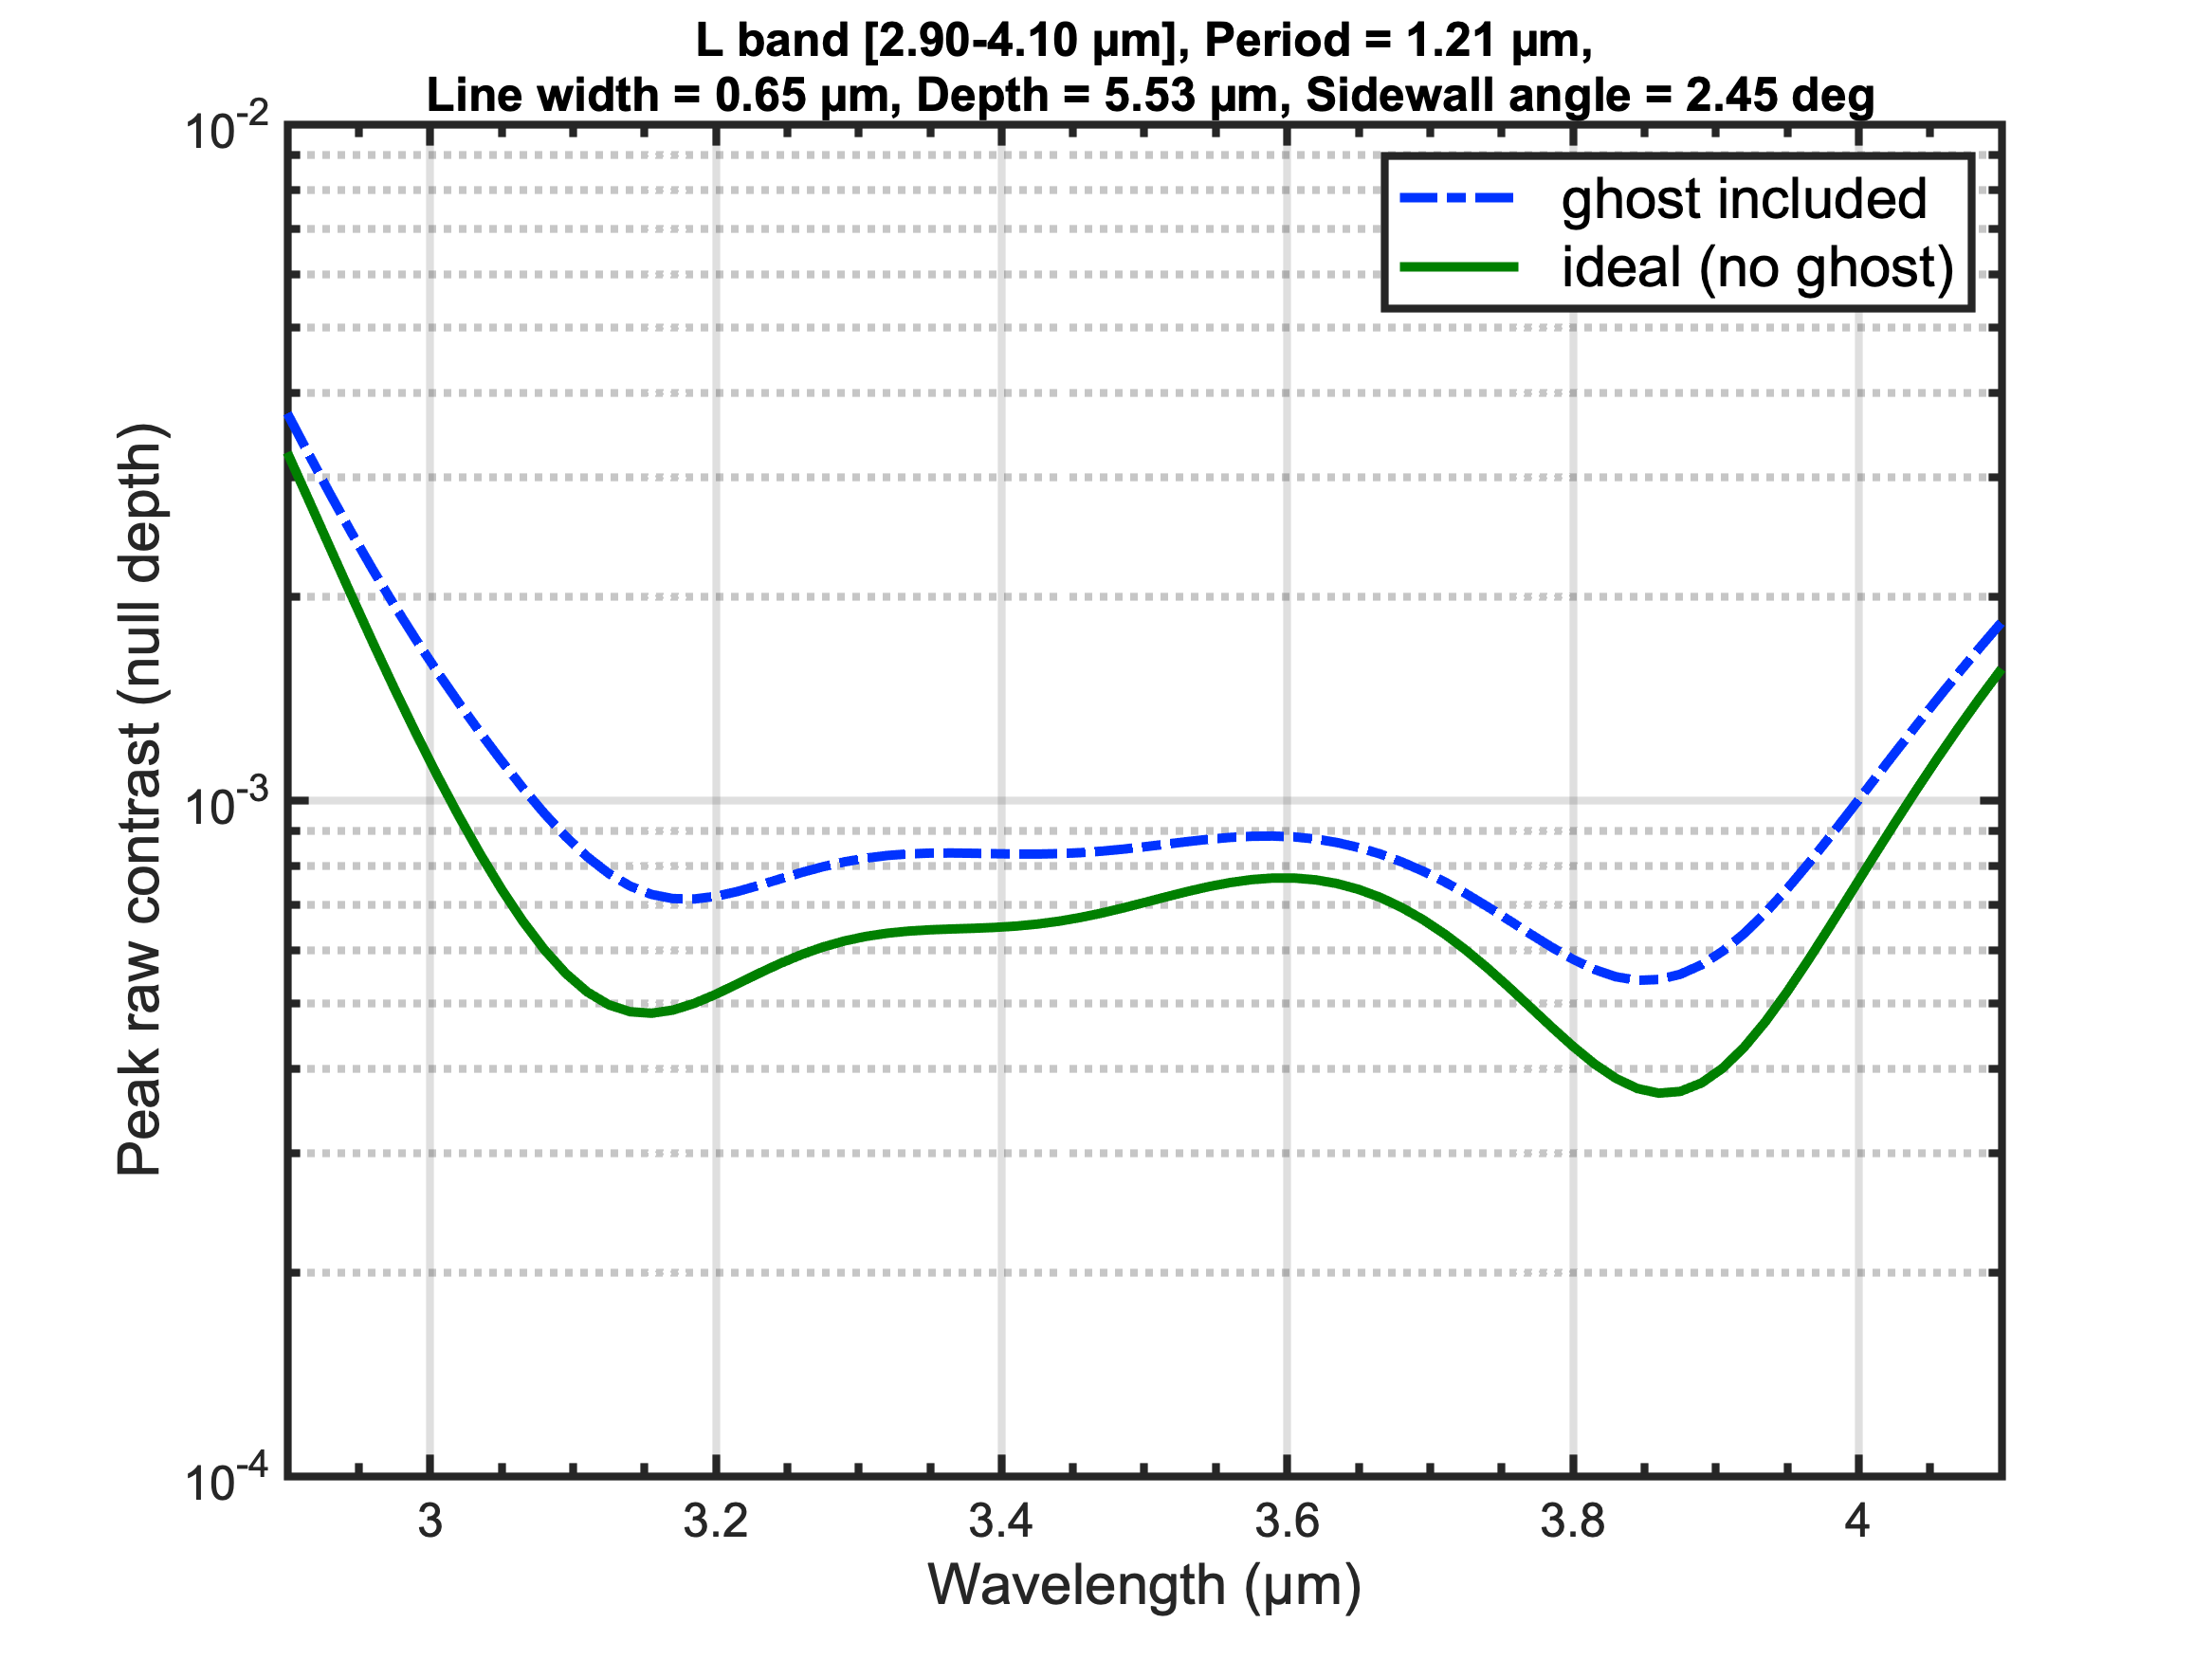 L band [2.90-4.10 µm], Period = 1.21 µm,
Line width = 0.65 µm, Depth = 5.53 µm, Sidewall angle = 2.45 deg
10-2
ghost included
ideal (no ghost)
Peak raw contrast (null depth)
10-3
10-4
3 3.2 3.4 3.6 3.8 4
Wavelength (µm)